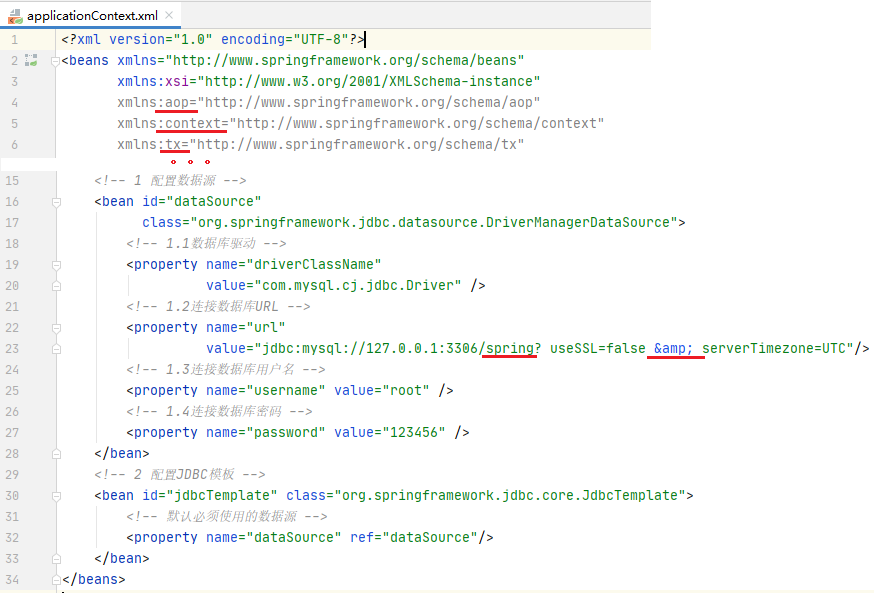 applicationContext.xml
1 <?xml version="1.0" encoding="UTF-8"?>
2 <beans xmlns="http://www.springframework.org/schema/beans"
3 xmlns:xsi="http://www.w3.org/2001/XMLSchema-instance"
4 xmlns:aop="http://www.springframework.org/schema/aop"
5 xmlns:context="http://www.springframework.org/schema/context"
6 xmlns:tx="http://www.springframework.org/schema/tx"
15 <!-- 1 配置数据源 -->
16 <bean id="dataSource"
17 class="org.springframework.jdbc.datasource.DriverManagerDataSource">
18 <!-- 1.1数据库驱动 -->
19 <property name="driverClassName"
20 value="com.mysql.cj.jdbc.Driver" />
21 <!-- 1.2连接数据库URL -->
22 <property name="url"
23 value="jdbc:mysql://127.0.0.1:3306/spring? useSSL=false &amp; serverTimezone=UTC"/>
24 <!-- 1.3连接数据库用户名 -->
25 <property name="username" value="root" />
26 <!-- 1.4连接数据库密码 -->
27 <property name="password" value="123456" />
28 </bean>
29 <!-- 2 配置JDBC模板 -->
30 <bean id="jdbcTemplate" class="org.springframework.jdbc.core.JdbcTemplate">
31 <!-- 默认必须使用的数据源 -->
32 <property name="dataSource" ref="dataSource"/>
33 </bean>
34 </beans>